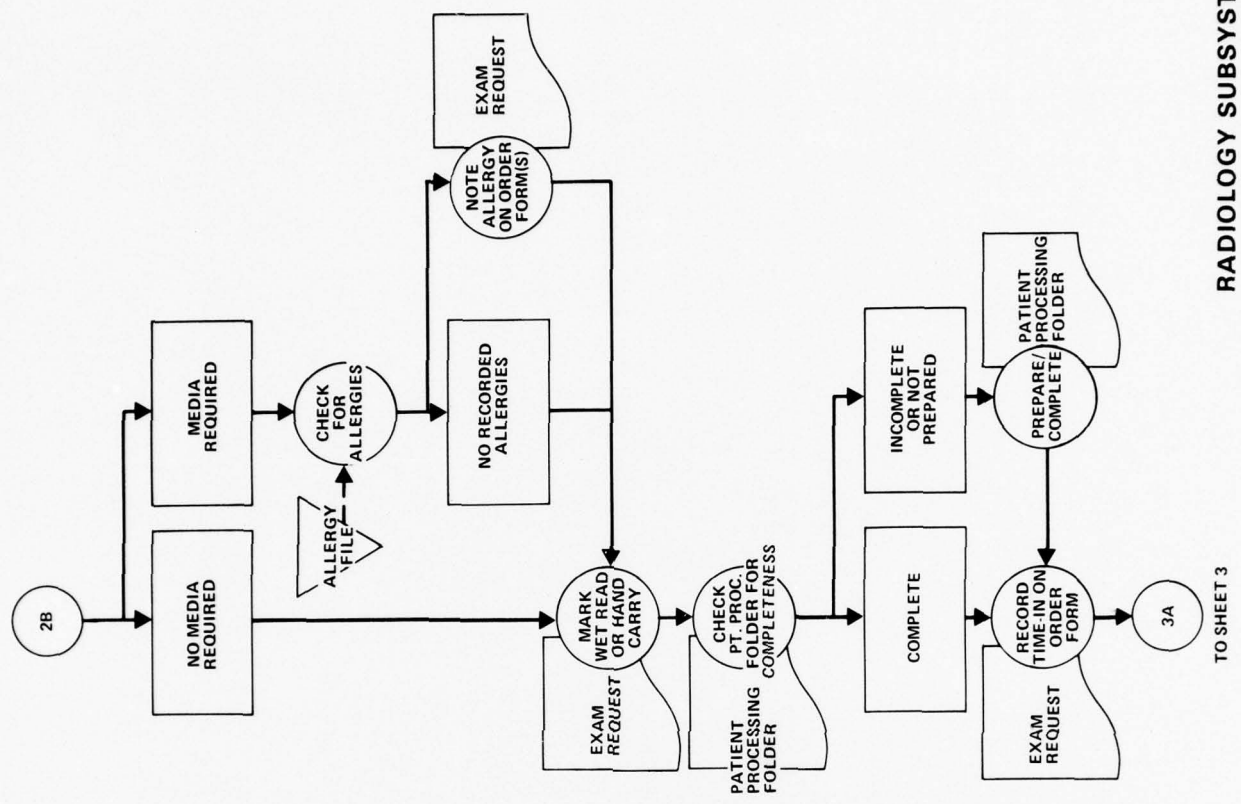 2B
NO MEDIA
REQUIRED
MEDIA
REQUIRED
ALLERGY
FILE
CHECK
FOR
ALLERGIES
NO RECORDED
ALLERGIES
NOTE
ALLERGY
ON ORDER
FORM(S)
EXAM
REQUEST
EXAM
REQUEST
MARK
WET READ
OR HAND
CARRY
PATIENT
PROCESSING
FOLDER
CHECK
PT. PROC.
FOLDER FOR
COMPLETENESS
COMPLETE
INCOMPLETE
OR NOT
PREPARED
EXAM
REQUEST
RECORD
TIME-IN ON
ORDER
FORM
PREPARE/
COMPLETE
PATIENT
PROCESSING
FOLDER
3A
TO SHEET 3
RADIOLOGY SUBSYST